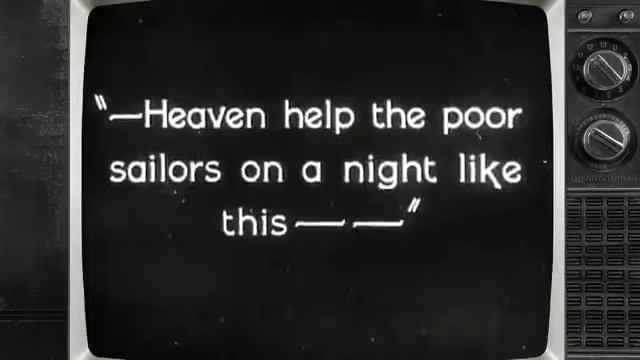 "—Heaven help the poor
sailors on a night like
this — —"